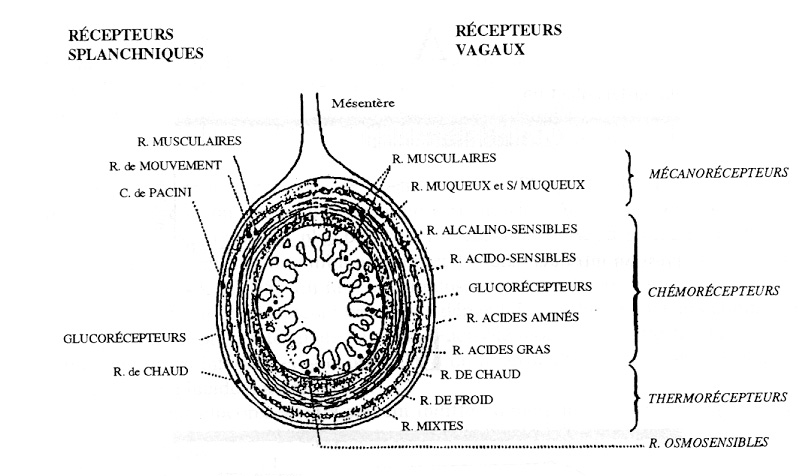 RÉCEPTEURS
SPLANCHNIQUES
RÉCEPTEURS
VAGAUX
Mésentère
R. MUSCULAIRES
R. de MOUVEMENT
C. de PACINI
GLUCORÉCEPTEURS
R. de CHAUD
R. MUSCULAIRES
R. MUQUEUX et S/ MUQUEUX
R. ALCALINO-SENSIBLES
R. ACIDO-SENSIBLES
GLUCORÉCEPTEURS
R. ACIDES AMINÉS
R. ACIDES GRAS
R. DE CHAUD
R. DE FROID
R. MIXTES
MÉCANORÉCEPTEURS
CHÉMORÉCEPTEURS
THERMORÉCEPTEURS
R. OSMOSENSIBLES